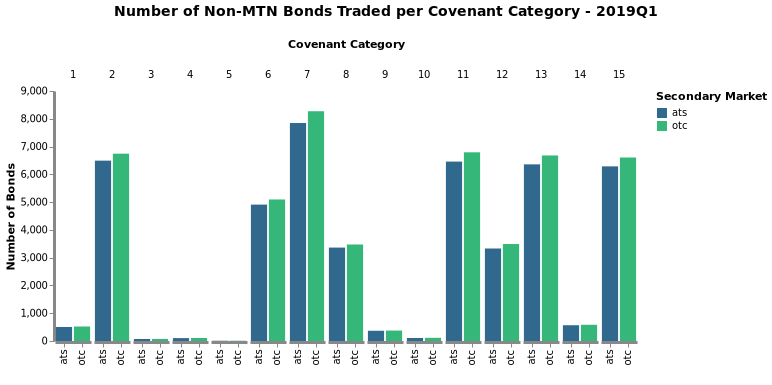 Number of Non-MTN Bonds Traded per Covenant Category - 2019Q1
Covenant Category
1 2 3 4 5 6 7 8 9 10 11 12 13 14 15
Secondary Market
ats
otc
Number of Bonds
9,000
8,000
7,000
6,000
5,000
4,000
3,000
2,000
1,000
0
ats otc ats otc ats otc ats otc ats otc ats otc ats otc ats otc ats otc ats otc ats otc ats otc ats otc ats otc ats otc